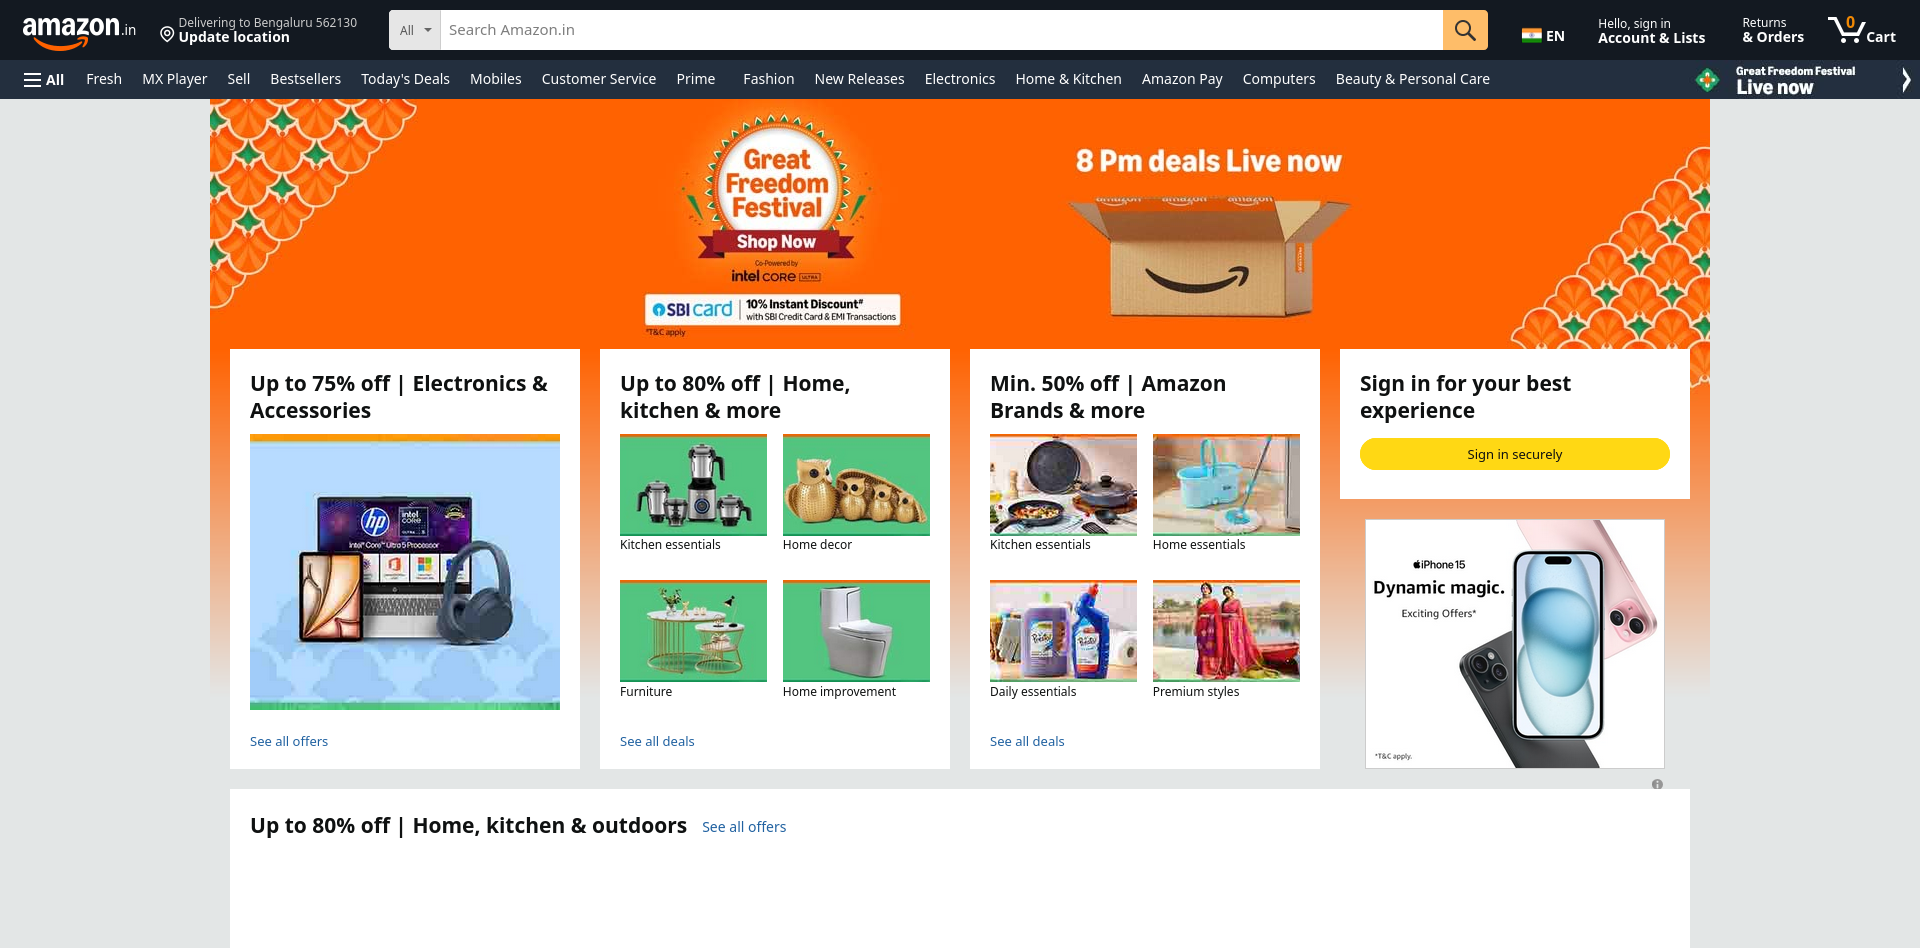 amazon.in
Delivering to Bengaluru 562130
Update location
All
Search Amazon.in
EN
Hello, sign in
Account & Lists
Returns
& Orders
0
Cart
All
Fresh
MX Player
Sell
Bestsellers
Today's Deals
Mobiles
Customer Service
Prime
Fashion
New Releases
Electronics
Home & Kitchen
Amazon Pay
Computers
Beauty & Personal Care
Great Freedom Festival
Live now
Great
Freedom
Festival
Shop Now
Co-Powered by
intel CORE ULTRA
SBI card
10% Instant Discount#
with SBI Credit Card & EMI Transactions
*T&C apply
8 Pm deals Live now
amazon amazon amazon
Up to 75% off | Electronics &
Accessories
hp
intel
CORE
Intel® Core™ Ultra 5 Processor
See all offers
Up to 80% off | Home,
kitchen & more
Kitchen essentials
Home decor
Furniture
Home improvement
See all deals
Min. 50% off | Amazon
Brands & more
Kitchen essentials
Home essentials
Presto!
Daily essentials
Premium styles
See all deals
Sign in for your best
experience
Sign in securely
iPhone 15
Dynamic magic.
Exciting Offers*
*T&C apply.
Up to 80% off | Home, kitchen & outdoors
See all offers